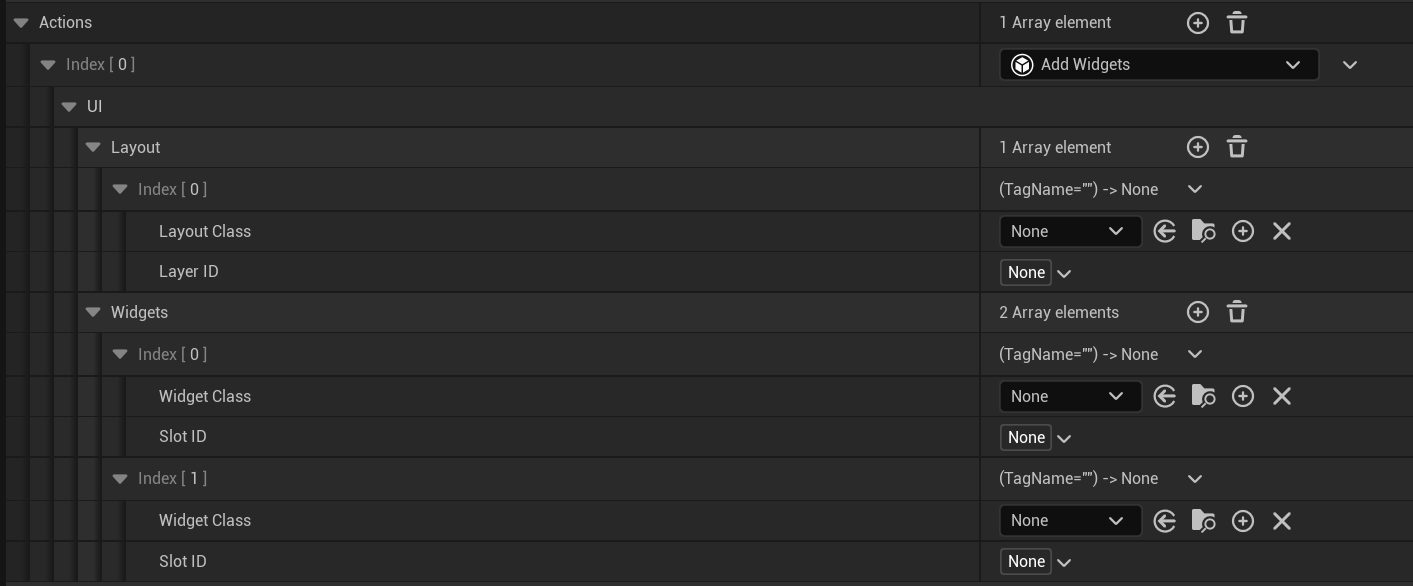 Actions 1 Array element
Index [ 0 ] Add Widgets
UI
Layout 1 Array element
Index [ 0 ] (TagName="") -> None
Layout Class None
Layer ID None
Widgets 2 Array elements
Index [ 0 ] (TagName="") -> None
Widget Class None
Slot ID None
Index [ 1 ] (TagName="") -> None
Widget Class None
Slot ID None